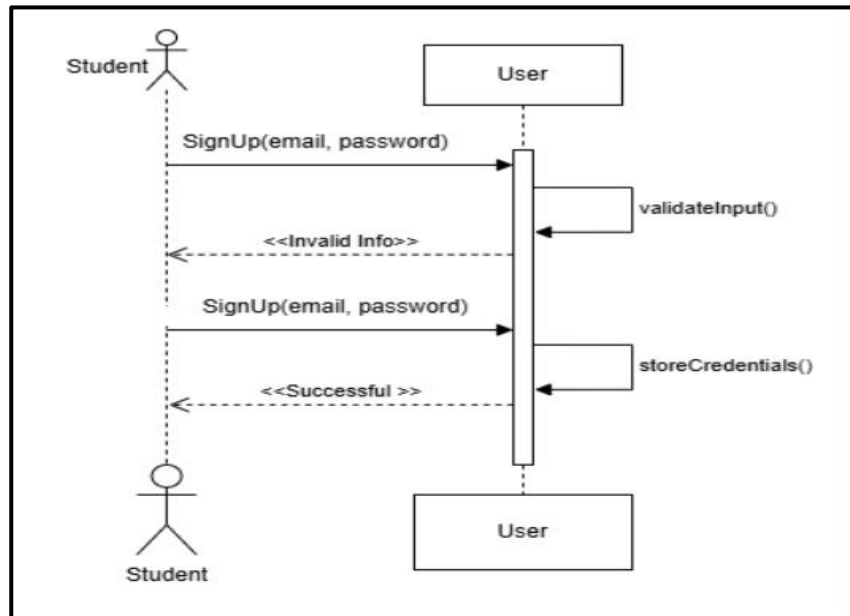 Student
User
SignUp(email, password)
validateInput()
<<Invalid Info>>
SignUp(email, password)
storeCredentials()
<<Successful >>
User
Student